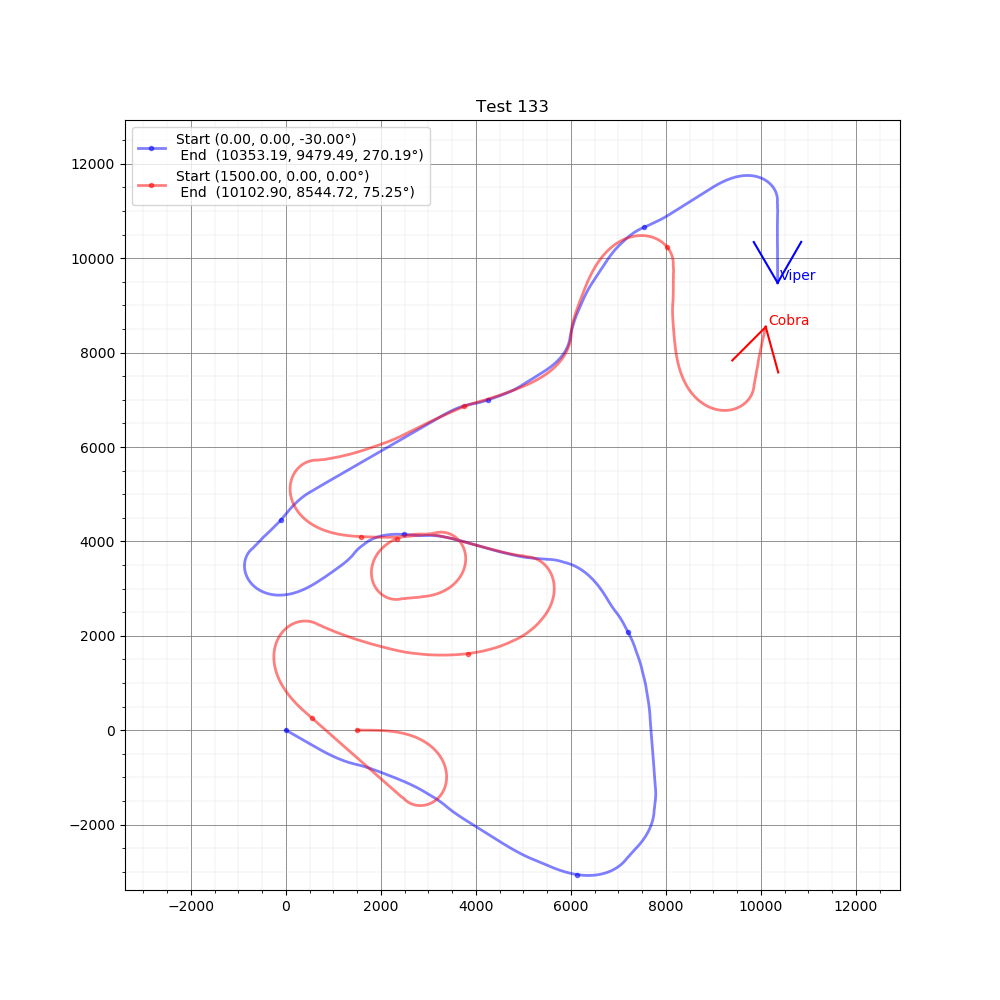 Test 133
Start (0.00, 0.00, -30.00°)
End (10353.19, 9479.49, 270.19°)
Start (1500.00, 0.00, 0.00°)
End (10102.90, 8544.72, 75.25°)
12000
10000
8000
6000
4000
2000
0
−2000
Viper
Cobra
−2000 0 2000 4000 6000 8000 10000 12000